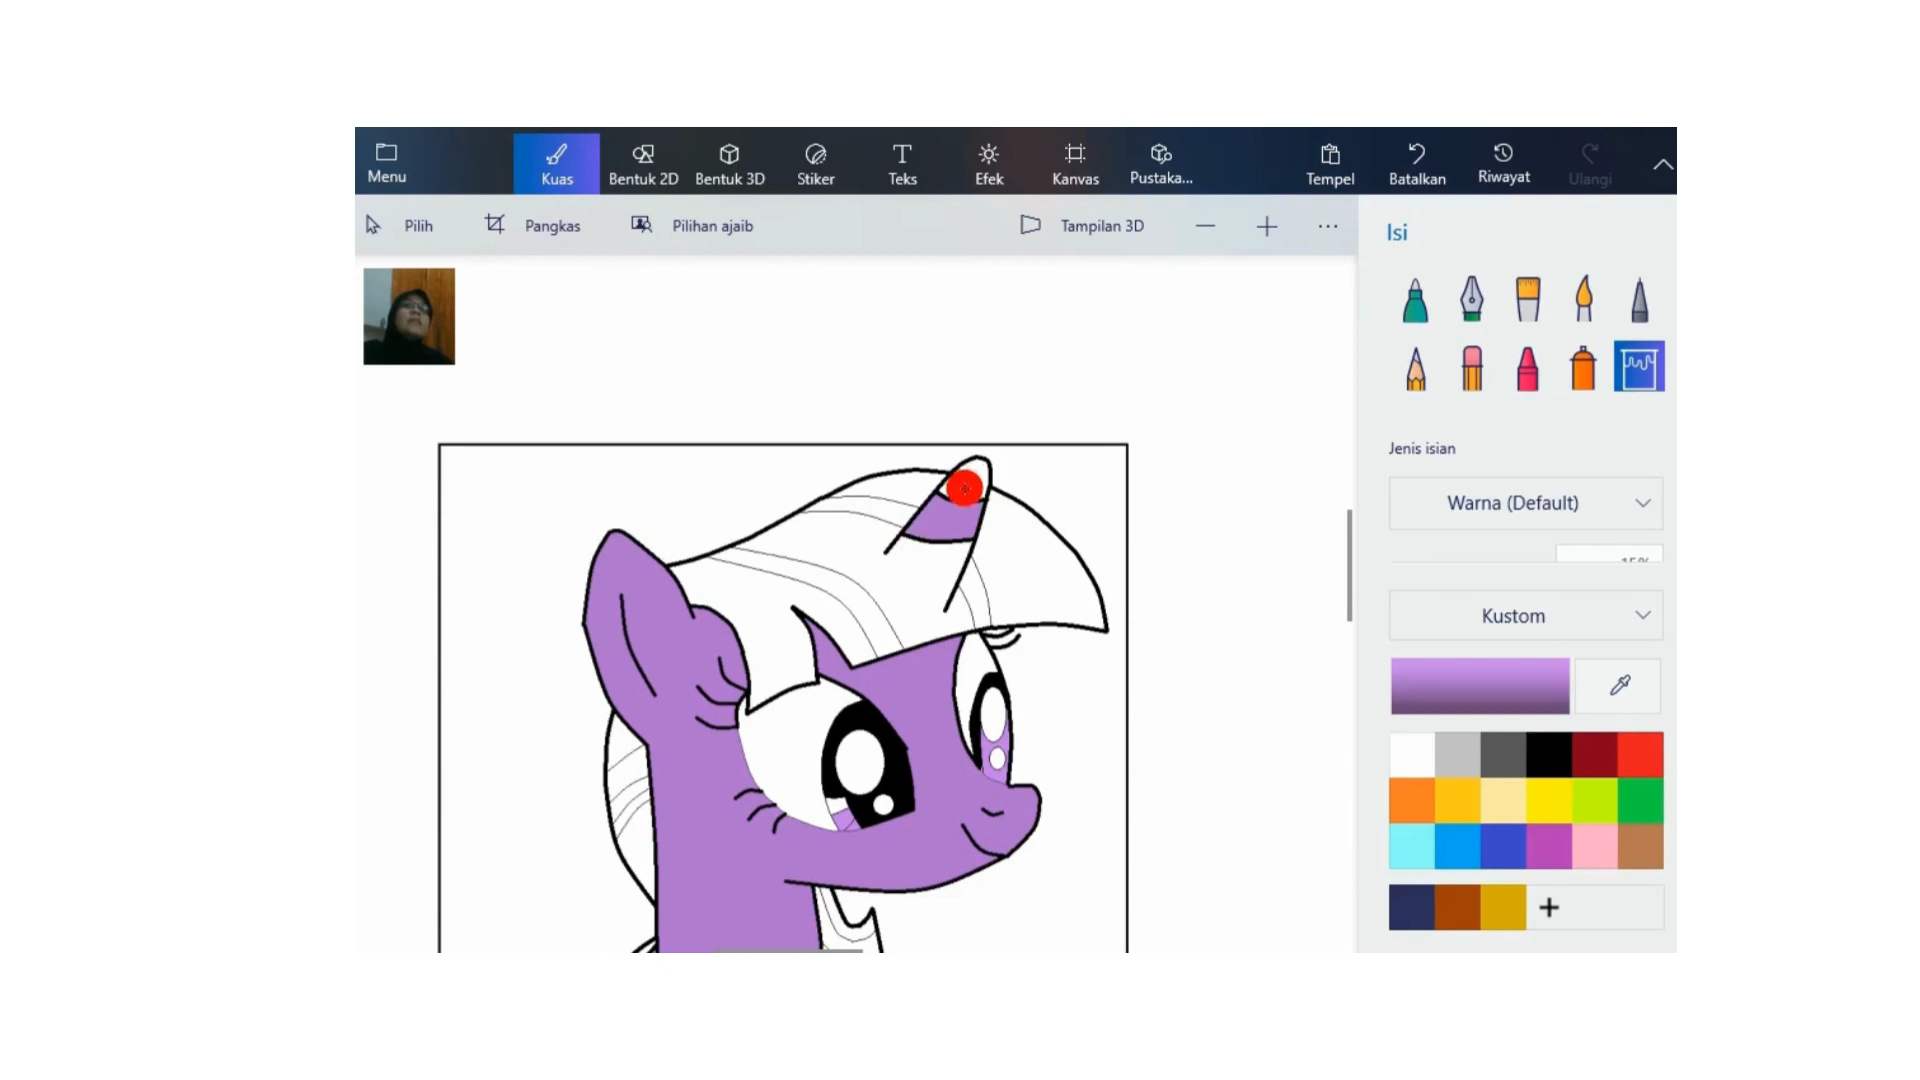 Menu
Kuas
Bentuk 2D
Bentuk 3D
Stiker
Teks
Efek
Kanvas
Pustaka...
Tempel
Batalkan
Riwayat
Ulangi
Pilih
Pangkas
Pilihan ajaib
Tampilan 3D
Isi
Jenis isian
Warna (Default)
Kustom